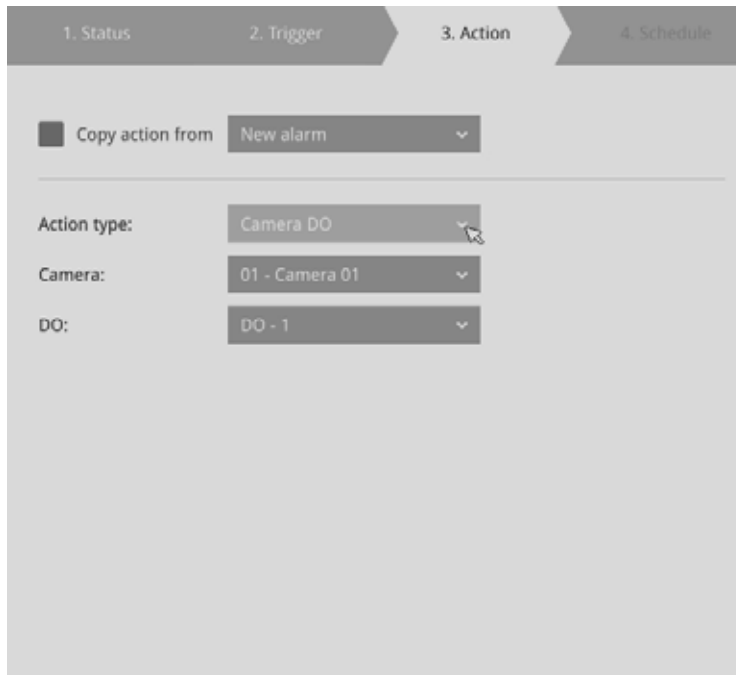 1. Status 2. Trigger 3. Action 4. Schedule
Copy action from New alarm
Action type: Camera DO
Camera: 01 - Camera 01
DO: DO - 1